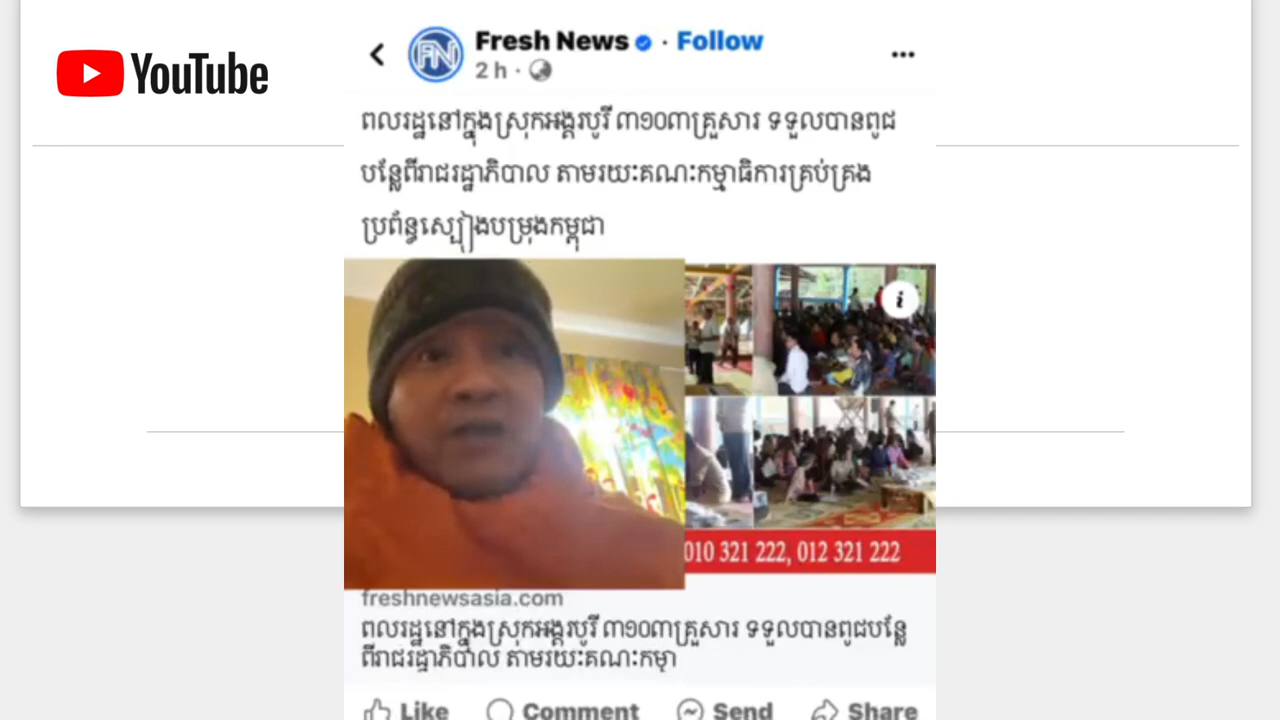 YouTube
Fresh News · Follow
2 h ·
ពលរដ្ឋនៅក្នុងស្រុកអង្គរបូរី ៣១០៣គ្រួសារ ទទួលបានពូជ
បន្លែពីរាជរដ្ឋាភិបាល តាមរយៈគណៈកម្មាធិការគ្រប់គ្រង
ប្រព័ន្ធស្បៀងបម្រុងកម្ពុជា
010 321 222, 012 321 222
freshnewsasia.com
ពលរដ្ឋនៅក្នុងស្រុកអង្គរបូរី ៣១០៣គ្រួសារ ទទួលបានពូជបន្លែ
ពីរាជរដ្ឋាភិបាល តាមរយៈគណៈកម្មា
Like Comment Send Share